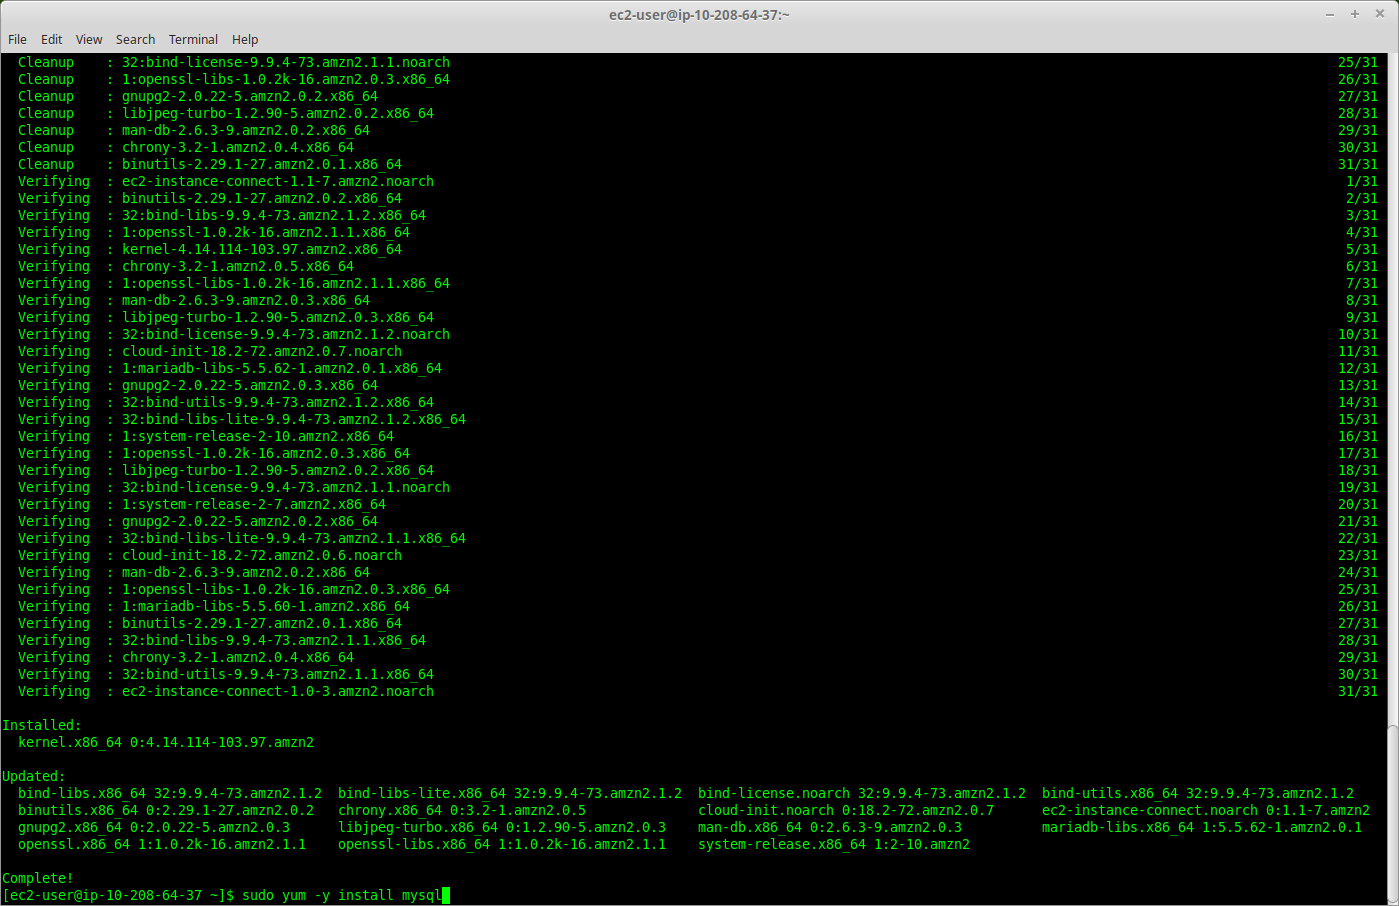 ec2-user@ip-10-208-64-37:~
File Edit View Search Terminal Help
Cleanup : 32:bind-license-9.9.4-73.amzn2.1.1.noarch 25/31
Cleanup : 1:openssl-libs-1.0.2k-16.amzn2.0.3.x86_64 26/31
Cleanup : gnupg2-2.0.22-5.amzn2.0.2.x86_64 27/31
Cleanup : libjpeg-turbo-1.2.90-5.amzn2.0.2.x86_64 28/31
Cleanup : man-db-2.6.3-9.amzn2.0.2.x86_64 29/31
Cleanup : chrony-3.2-1.amzn2.0.4.x86_64 30/31
Cleanup : binutils-2.29.1-27.amzn2.0.1.x86_64 31/31
Verifying : ec2-instance-connect-1.1-7.amzn2.noarch 1/31
Verifying : binutils-2.29.1-27.amzn2.0.2.x86_64 2/31
Verifying : 32:bind-libs-9.9.4-73.amzn2.1.2.x86_64 3/31
Verifying : 1:openssl-1.0.2k-16.amzn2.1.1.x86_64 4/31
Verifying : kernel-4.14.114-103.97.amzn2.x86_64 5/31
Verifying : chrony-3.2-1.amzn2.0.5.x86_64 6/31
Verifying : 1:openssl-libs-1.0.2k-16.amzn2.1.1.x86_64 7/31
Verifying : man-db-2.6.3-9.amzn2.0.3.x86_64 8/31
Verifying : libjpeg-turbo-1.2.90-5.amzn2.0.3.x86_64 9/31
Verifying : 32:bind-license-9.9.4-73.amzn2.1.2.noarch 10/31
Verifying : cloud-init-18.2-72.amzn2.0.7.noarch 11/31
Verifying : 1:mariadb-libs-5.5.62-1.amzn2.0.1.x86_64 12/31
Verifying : gnupg2-2.0.22-5.amzn2.0.3.x86_64 13/31
Verifying : 32:bind-utils-9.9.4-73.amzn2.1.2.x86_64 14/31
Verifying : 32:bind-libs-lite-9.9.4-73.amzn2.1.2.x86_64 15/31
Verifying : 1:system-release-2-10.amzn2.x86_64 16/31
Verifying : 1:openssl-1.0.2k-16.amzn2.0.3.x86_64 17/31
Verifying : libjpeg-turbo-1.2.90-5.amzn2.0.2.x86_64 18/31
Verifying : 32:bind-license-9.9.4-73.amzn2.1.1.noarch 19/31
Verifying : 1:system-release-2-7.amzn2.x86_64 20/31
Verifying : gnupg2-2.0.22-5.amzn2.0.2.x86_64 21/31
Verifying : 32:bind-libs-lite-9.9.4-73.amzn2.1.1.x86_64 22/31
Verifying : cloud-init-18.2-72.amzn2.0.6.noarch 23/31
Verifying : man-db-2.6.3-9.amzn2.0.2.x86_64 24/31
Verifying : 1:openssl-libs-1.0.2k-16.amzn2.0.3.x86_64 25/31
Verifying : 1:mariadb-libs-5.5.60-1.amzn2.x86_64 26/31
Verifying : binutils-2.29.1-27.amzn2.0.1.x86_64 27/31
Verifying : 32:bind-libs-9.9.4-73.amzn2.1.1.x86_64 28/31
Verifying : chrony-3.2-1.amzn2.0.4.x86_64 29/31
Verifying : 32:bind-utils-9.9.4-73.amzn2.1.1.x86_64 30/31
Verifying : ec2-instance-connect-1.0-3.amzn2.noarch 31/31
Installed:
kernel.x86_64 0:4.14.114-103.97.amzn2
Updated:
bind-libs.x86_64 32:9.9.4-73.amzn2.1.2 bind-libs-lite.x86_64 32:9.9.4-73.amzn2.1.2 bind-license.noarch 32:9.9.4-73.amzn2.1.2 bind-utils.x86_64 32:9.9.4-73.amzn2.1.2
binutils.x86_64 0:2.29.1-27.amzn2.0.2 chrony.x86_64 0:3.2-1.amzn2.0.5 cloud-init.noarch 0:18.2-72.amzn2.0.7 ec2-instance-connect.noarch 0:1.1-7.amzn2
gnupg2.x86_64 0:2.0.22-5.amzn2.0.3 libjpeg-turbo.x86_64 0:1.2.90-5.amzn2.0.3 man-db.x86_64 0:2.6.3-9.amzn2.0.3 mariadb-libs.x86_64 1:5.5.62-1.amzn2.0.1
openssl.x86_64 1:1.0.2k-16.amzn2.1.1 openssl-libs.x86_64 1:1.0.2k-16.amzn2.1.1 system-release.x86_64 1:2-10.amzn2
Complete!
[ec2-user@ip-10-208-64-37 ~]$ sudo yum -y install mysql